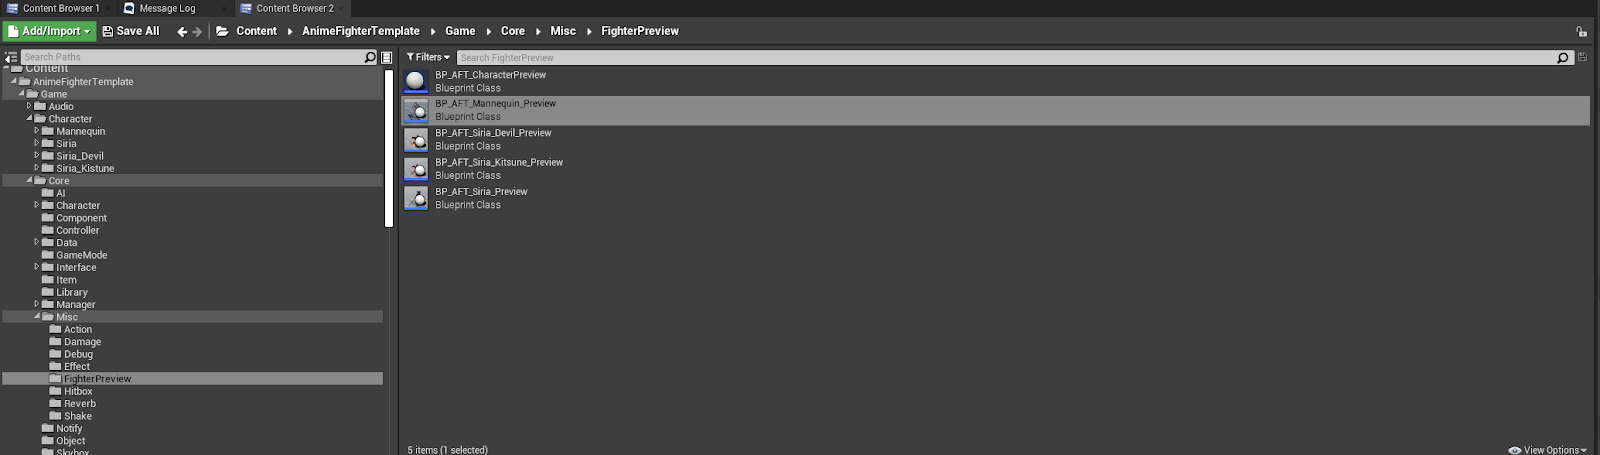 Content Browser 1
Message Log
Content Browser 2
Add/Import
Save All
Content
AnimeFighterTemplate
Game
Core
Misc
FighterPreview
Search Paths
Content
AnimeFighterTemplate
Game
Audio
Character
Mannequin
Siria
Siria_Devil
Siria_Kistune
Core
AI
Character
Component
Controller
Data
GameMode
Interface
Item
Library
Manager
Misc
Action
Damage
Debug
Effect
FighterPreview
Hitbox
Reverb
Shake
Notify
Object
Skybox
Filters
Search FighterPreview
BP_AFT_CharacterPreview
Blueprint Class
BP_AFT_Mannequin_Preview
Blueprint Class
BP_AFT_Siria_Devil_Preview
Blueprint Class
BP_AFT_Siria_Kitsune_Preview
Blueprint Class
BP_AFT_Siria_Preview
Blueprint Class
5 items (1 selected)
View Options